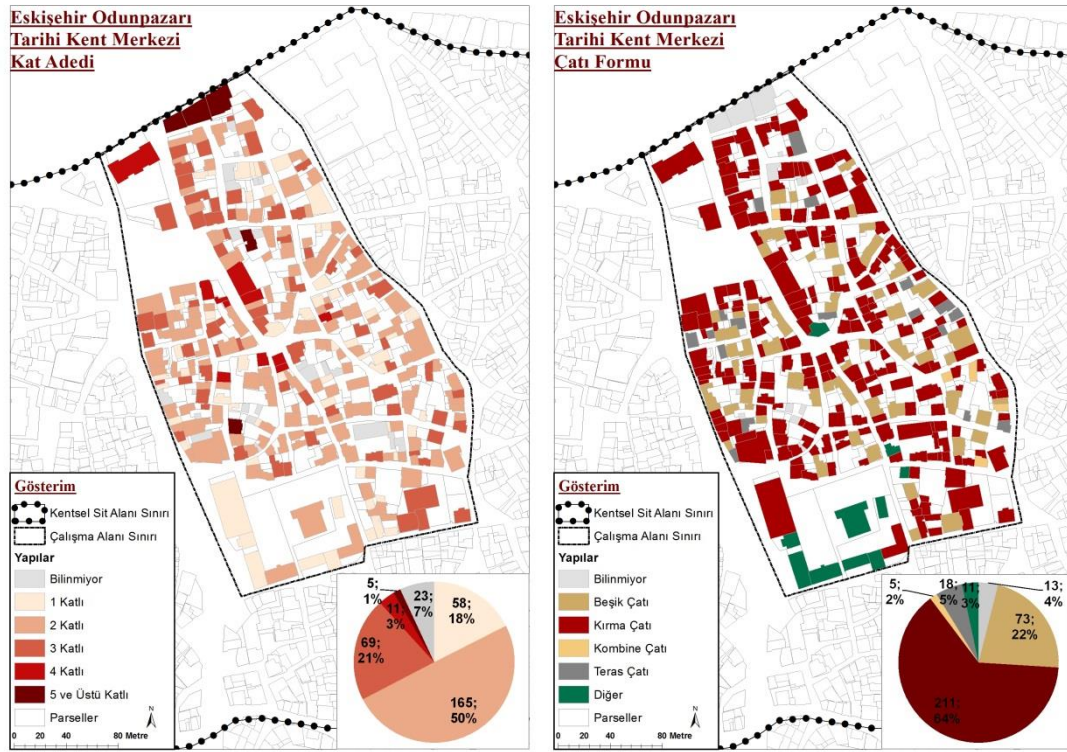 Eskişehir Odunpazarı
Tarihi Kent Merkezi
Kat Adedi
Gösterim
Kentsel Sit Alanı Sınırı
Çalışma Alanı Sınırı
Yapılar
Bilinmiyor
1 Katlı
2 Katlı
3 Katlı
4 Katlı
5 ve Üstü Katlı
Parseller
N
0 20 40 80 Metre
5;
1%
11;
3%
23;
7%
58;
18%
69;
21%
165;
50%
Eskişehir Odunpazarı
Tarihi Kent Merkezi
Çatı Formu
Gösterim
Kentsel Sit Alanı Sınırı
Çalışma Alanı Sınırı
Yapılar
Bilinmiyor
Beşik Çatı
Kırma Çatı
Kombine Çatı
Teras Çatı
Diğer
Parseller
N
0 20 40 80 Metre
5;
2%
18;
5%
11;
3%
13;
4%
73;
22%
211;
64%